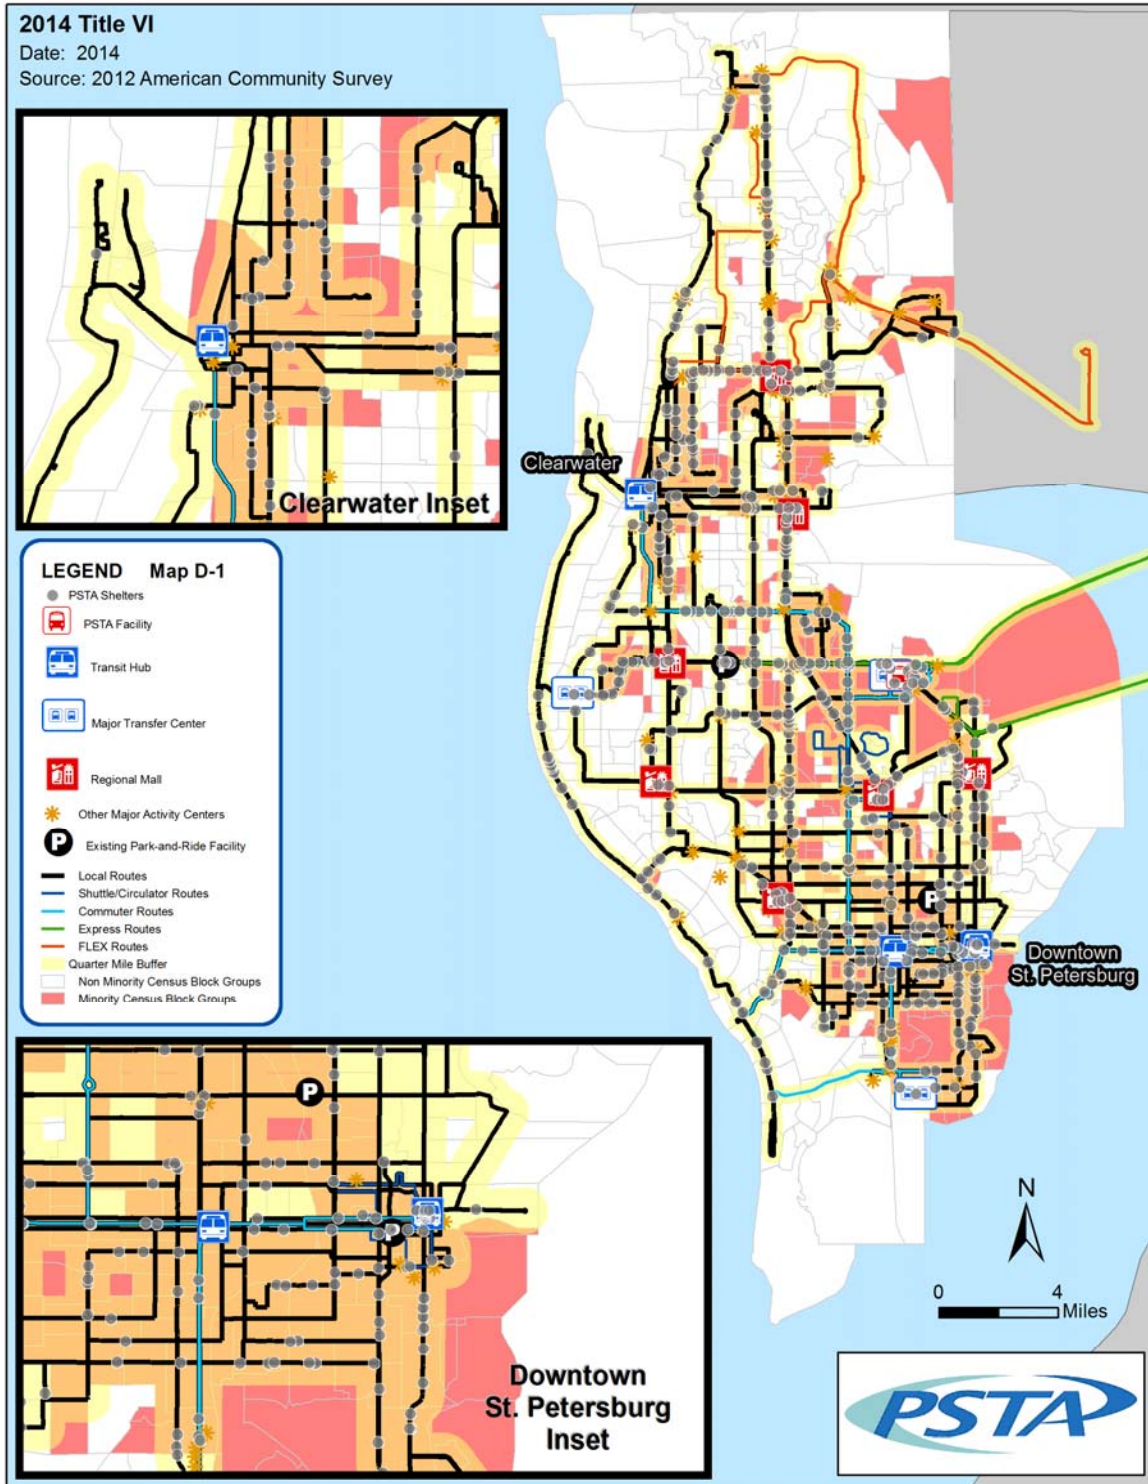 2014 Title VI
Date: 2014
Source: 2012 American Community Survey
Clearwater Inset
Clearwater
LEGEND Map D-1
PSTA Shelters
PSTA Facility
Transit Hub
Major Transfer Center
Regional Mall
Other Major Activity Centers
P Existing Park-and-Ride Facility
Local Routes
Shuttle/Circulator Routes
Commuter Routes
Express Routes
FLEX Routes
Quarter Mile Buffer
Non Minority Census Block Groups
Minority Census Block Groups
P
P
Downtown
St. Petersburg
P
P
Downtown
St. Petersburg
Inset
N
0 4
Miles
PSTA